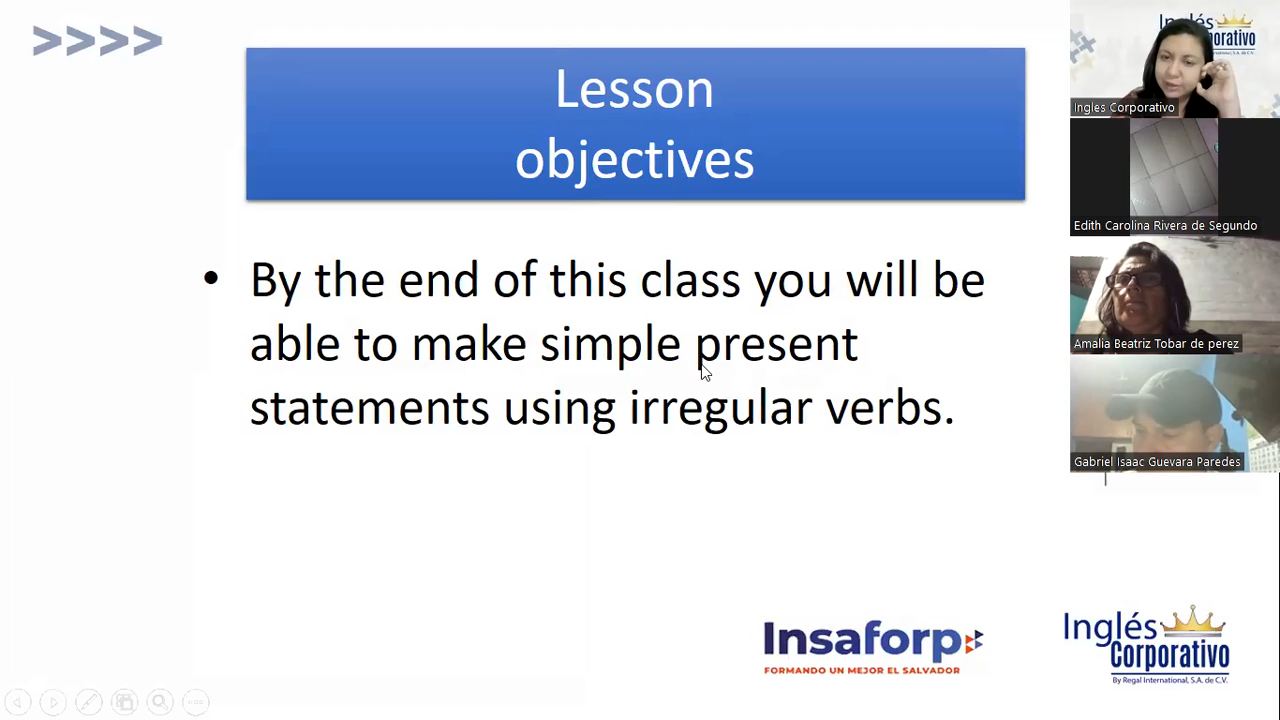 >>>>
Lesson
objectives
• By the end of this class you will be
able to make simple present
statements using irregular verbs.
Insaforp
FORMANDO UN MEJOR EL SALVADOR
Inglés
Corporativo
By Regal International, S.A. de C.V.
Ingles Corporativo
Edith Carolina Rivera de Segundo
Amalia Beatriz Tobar de perez
Gabriel Isaac Guevara Paredes